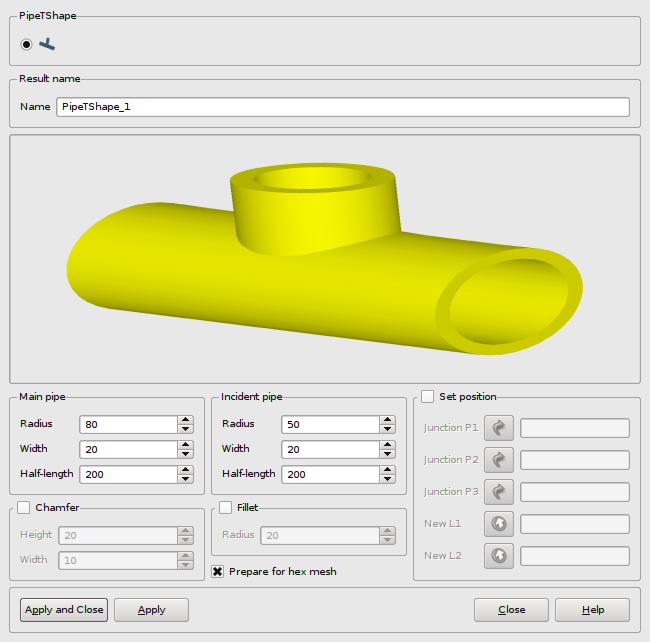 PipeTShape
Result name
Name PipeTShape_1
Main pipe
Radius 80
Width 20
Half-length 200
Incident pipe
Radius 50
Width 20
Half-length 200
Set position
Junction P1
Junction P2
Junction P3
New L1
New L2
Chamfer
Height 20
Width 10
Fillet
Radius 20
Prepare for hex mesh
Apply and Close Apply Close Help